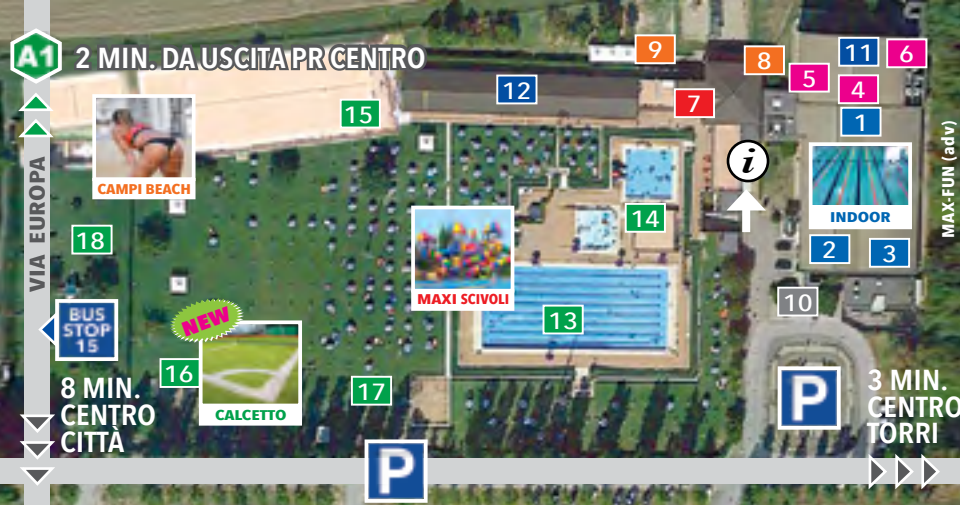 A1 2 MIN. DA USCITA PR CENTRO
9
8
11
6
5
4
12
7
15
1
CAMPI BEACH
i
INDOOR
MAX-FUN (adv)
VIA EUROPA
18
14
2
3
MAXI SCIVOLI
BUS
STOP
15
NEW
13
10
16
CALCETTO
17
8 MIN.
CENTRO
CITTÀ
P
3 MIN.
CENTRO
TORRI
P